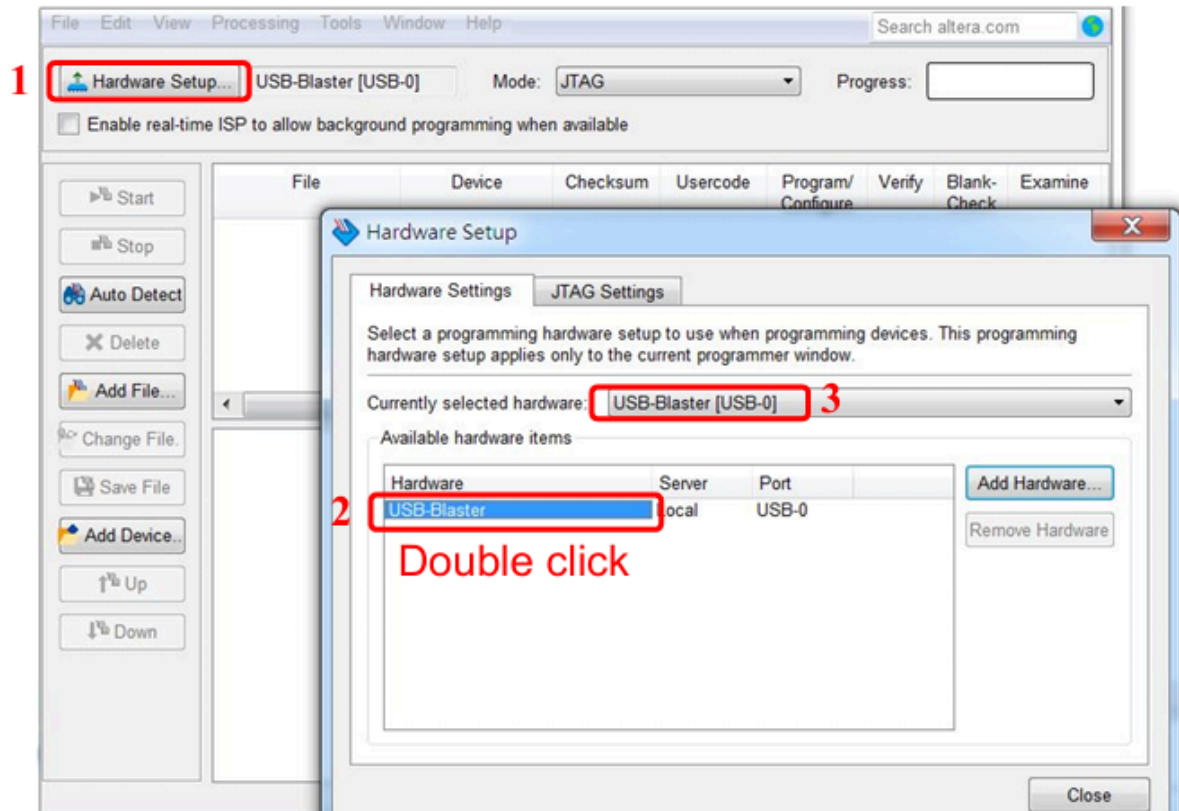 File Edit View Processing Tools Window Help Search altera.com
1 Hardware Setup... USB-Blaster [USB-0] Mode: JTAG Progress:
Enable real-time ISP to allow background programming when available
File Device Checksum Usercode Program/ Verify Blank- Examine
Configure Check
Start
Stop
Auto Detect
Delete
Add File...
Change File.
Save File
Add Device..
Up
Down
Hardware Setup
Hardware Settings JTAG Settings
Select a programming hardware setup to use when programming devices. This programming
hardware setup applies only to the current programmer window.
Currently selected hardware: USB-Blaster [USB-0] 3
Available hardware items
Hardware Server Port
2 USB-Blaster Local USB-0
Double click
Add Hardware...
Remove Hardware
Close